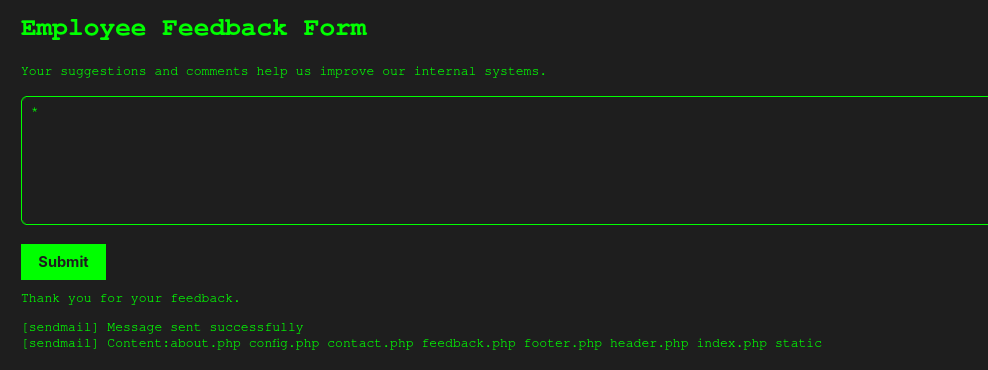 Employee Feedback Form
Your suggestions and comments help us improve our internal systems.
*
Submit
Thank you for your feedback.
[sendmail] Message sent successfully
[sendmail] Content:about.php config.php contact.php feedback.php footer.php header.php index.php static